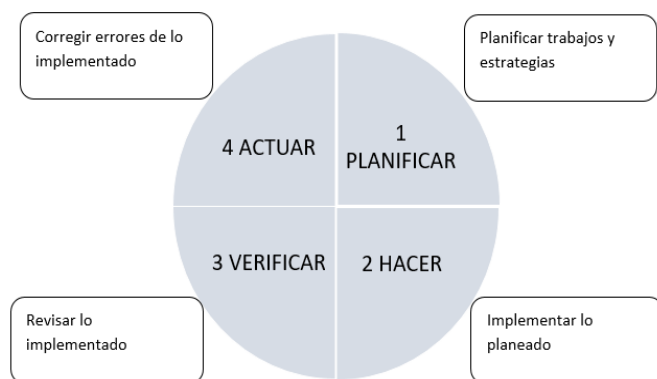 Corregir errores de lo
implementado
Planificar trabajos y
estrategias
4 ACTUAR
1
PLANIFICAR
3 VERIFICAR
2 HACER
Revisar lo
implementado
Implementar lo
planeado